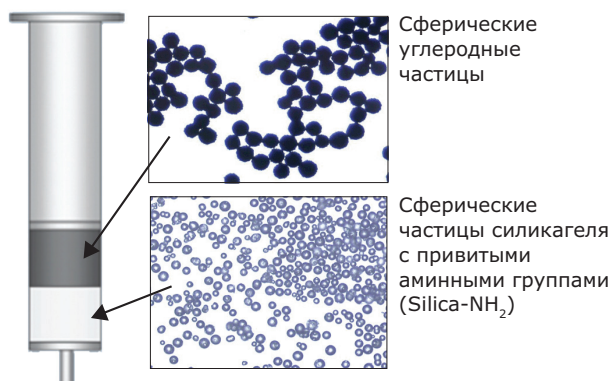 Сферические
углеродные
частицы
Сферические
частицы силикагеля
с привитыми
аминными группами
(Silica-NH₂)